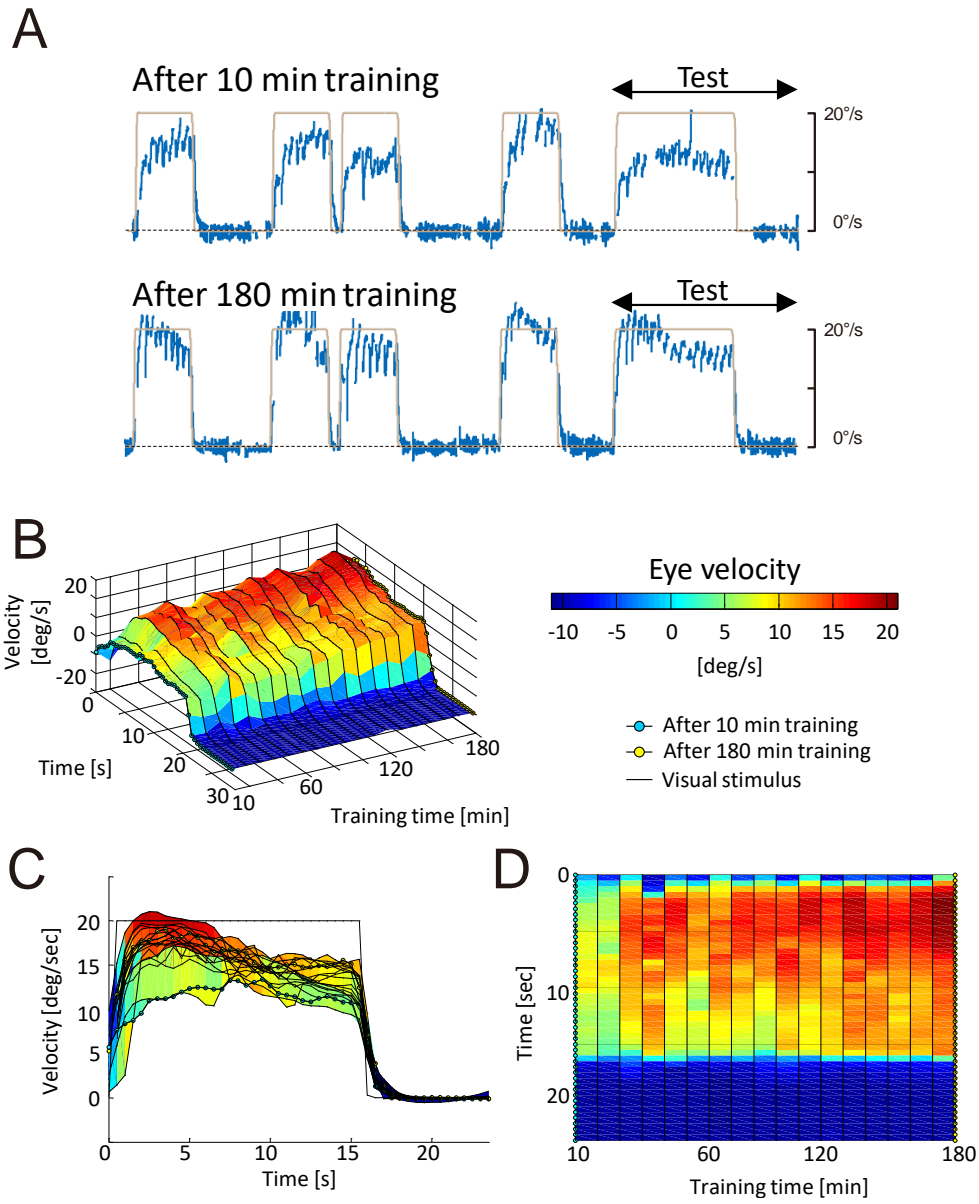 A
After 10 min training
Test
20°/s
0°/s
After 180 min training
Test
20°/s
0°/s
B
20
0
-20
Velocity
[deg/s]
0
10
20
30
Time [s]
10
60
120
180
Training time [min]
Eye velocity
-10 -5 0 5 10 15 20
[deg/s]
After 10 min training
After 180 min training
Visual stimulus
C
20
15
10
5
0
Velocity [deg/sec]
0 5 10 15 20
Time [s]
D
0
10
20
Time [sec]
10 60 120 180
Training time [min]